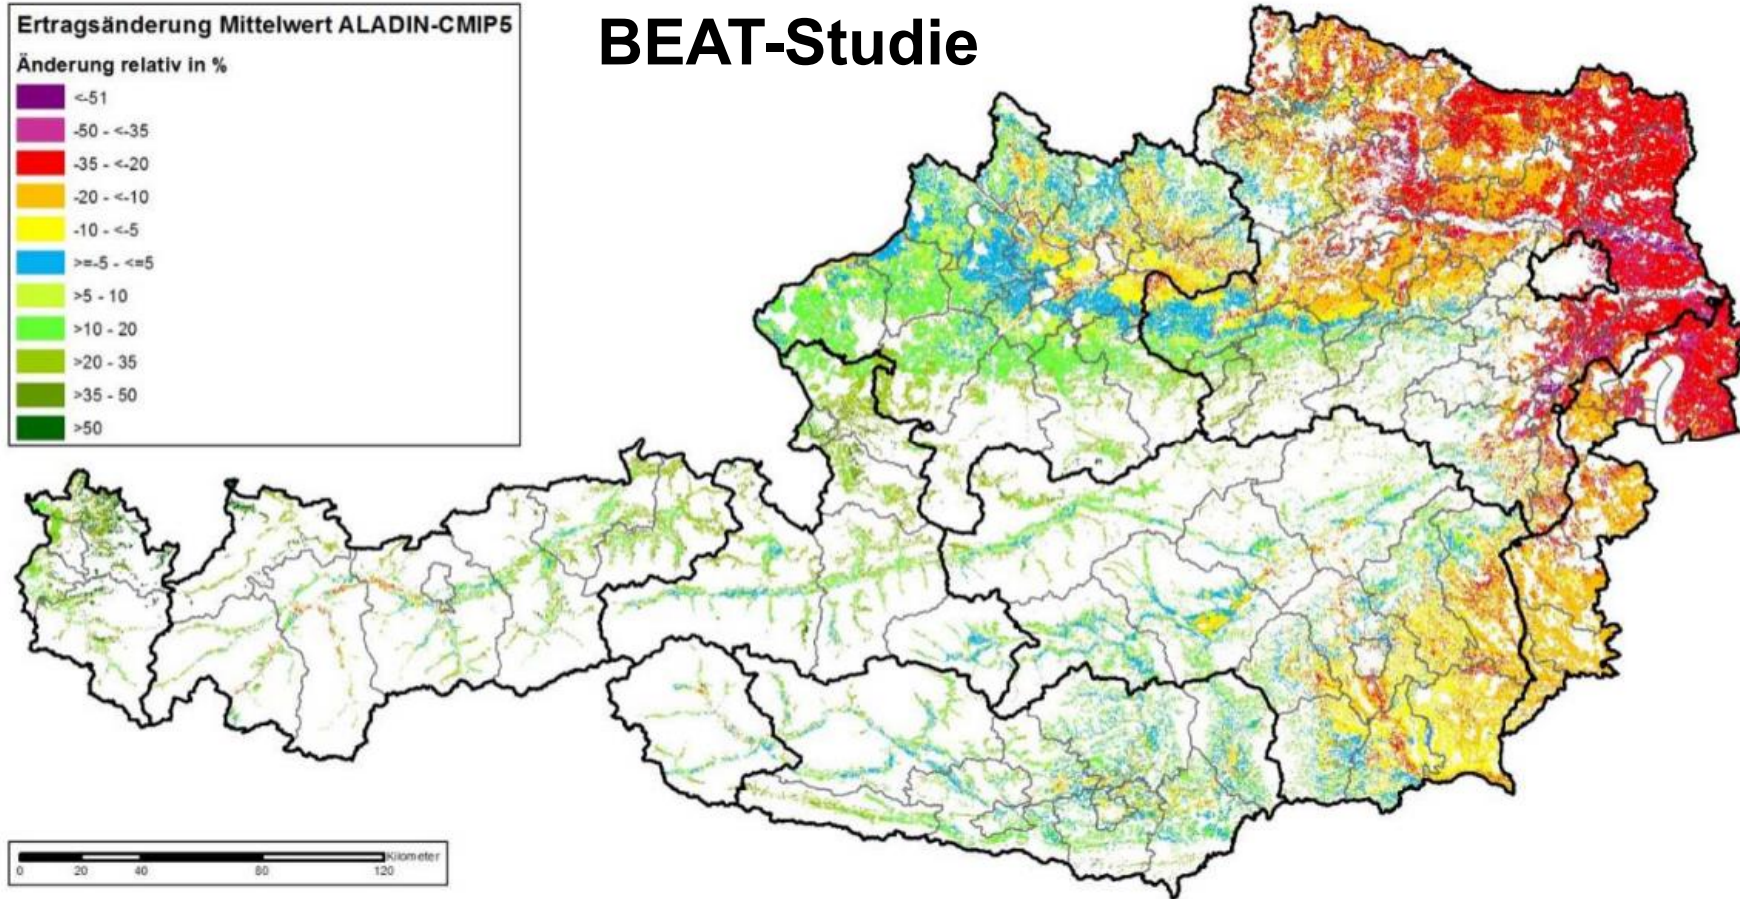 BEAT-Studie
Ertragsänderung Mittelwert ALADIN-CMIP5
Änderung relativ in %
<-51
-50 - <-35
-35 - <-20
-20 - <-10
-10 - <-5
>=-5 - <=5
>5 - 10
>10 - 20
>20 - 35
>35 - 50
>50
Kilometer
0 20 40 80 120